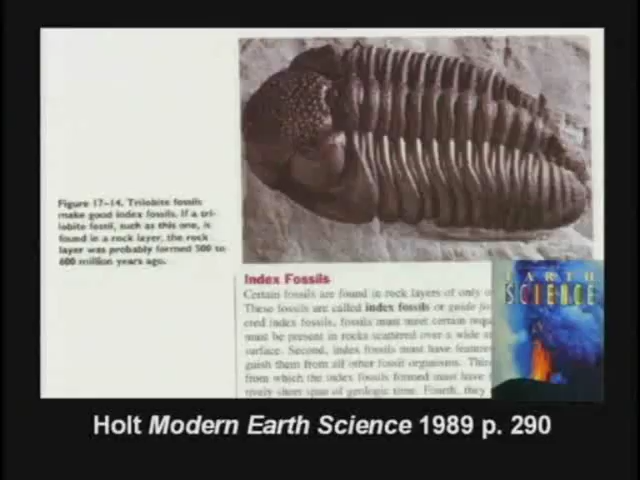 Figure 17–14. Trilobite fossils
make good index fossils. If a tri-
lobite fossil, such as this one, is
found in a rock layer, the rock
layer was probably formed 500 to
600 million years ago.
Index Fossils
Certain fossils are found in rock layers of only o
These fossils are called index fossils or guide fo
ered index fossils, fossils must meet certain requ
must be present in rocks scattered over a wide
surface. Second, index fossils must have feature
guish them from all other fossil organisms. Thir
from which the index fossils formed must have
tively short span of geologic time. Fourth, they
EARTH
SCIENCE
Holt Modern Earth Science 1989 p. 290